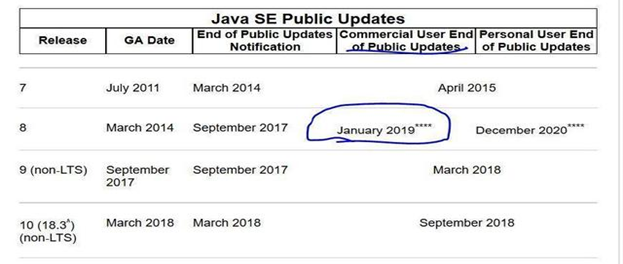 Java SE Public Updates
Release GA Date End of Public Updates Notification Commercial User End of Public Updates Personal User End of Public Updates
7 July 2011 March 2014 April 2015
8 March 2014 September 2017 January 2019**** December 2020****
9 (non-LTS) September 2017 September 2017 March 2018
10 (18.3^) (non-LTS) March 2018 March 2018 September 2018